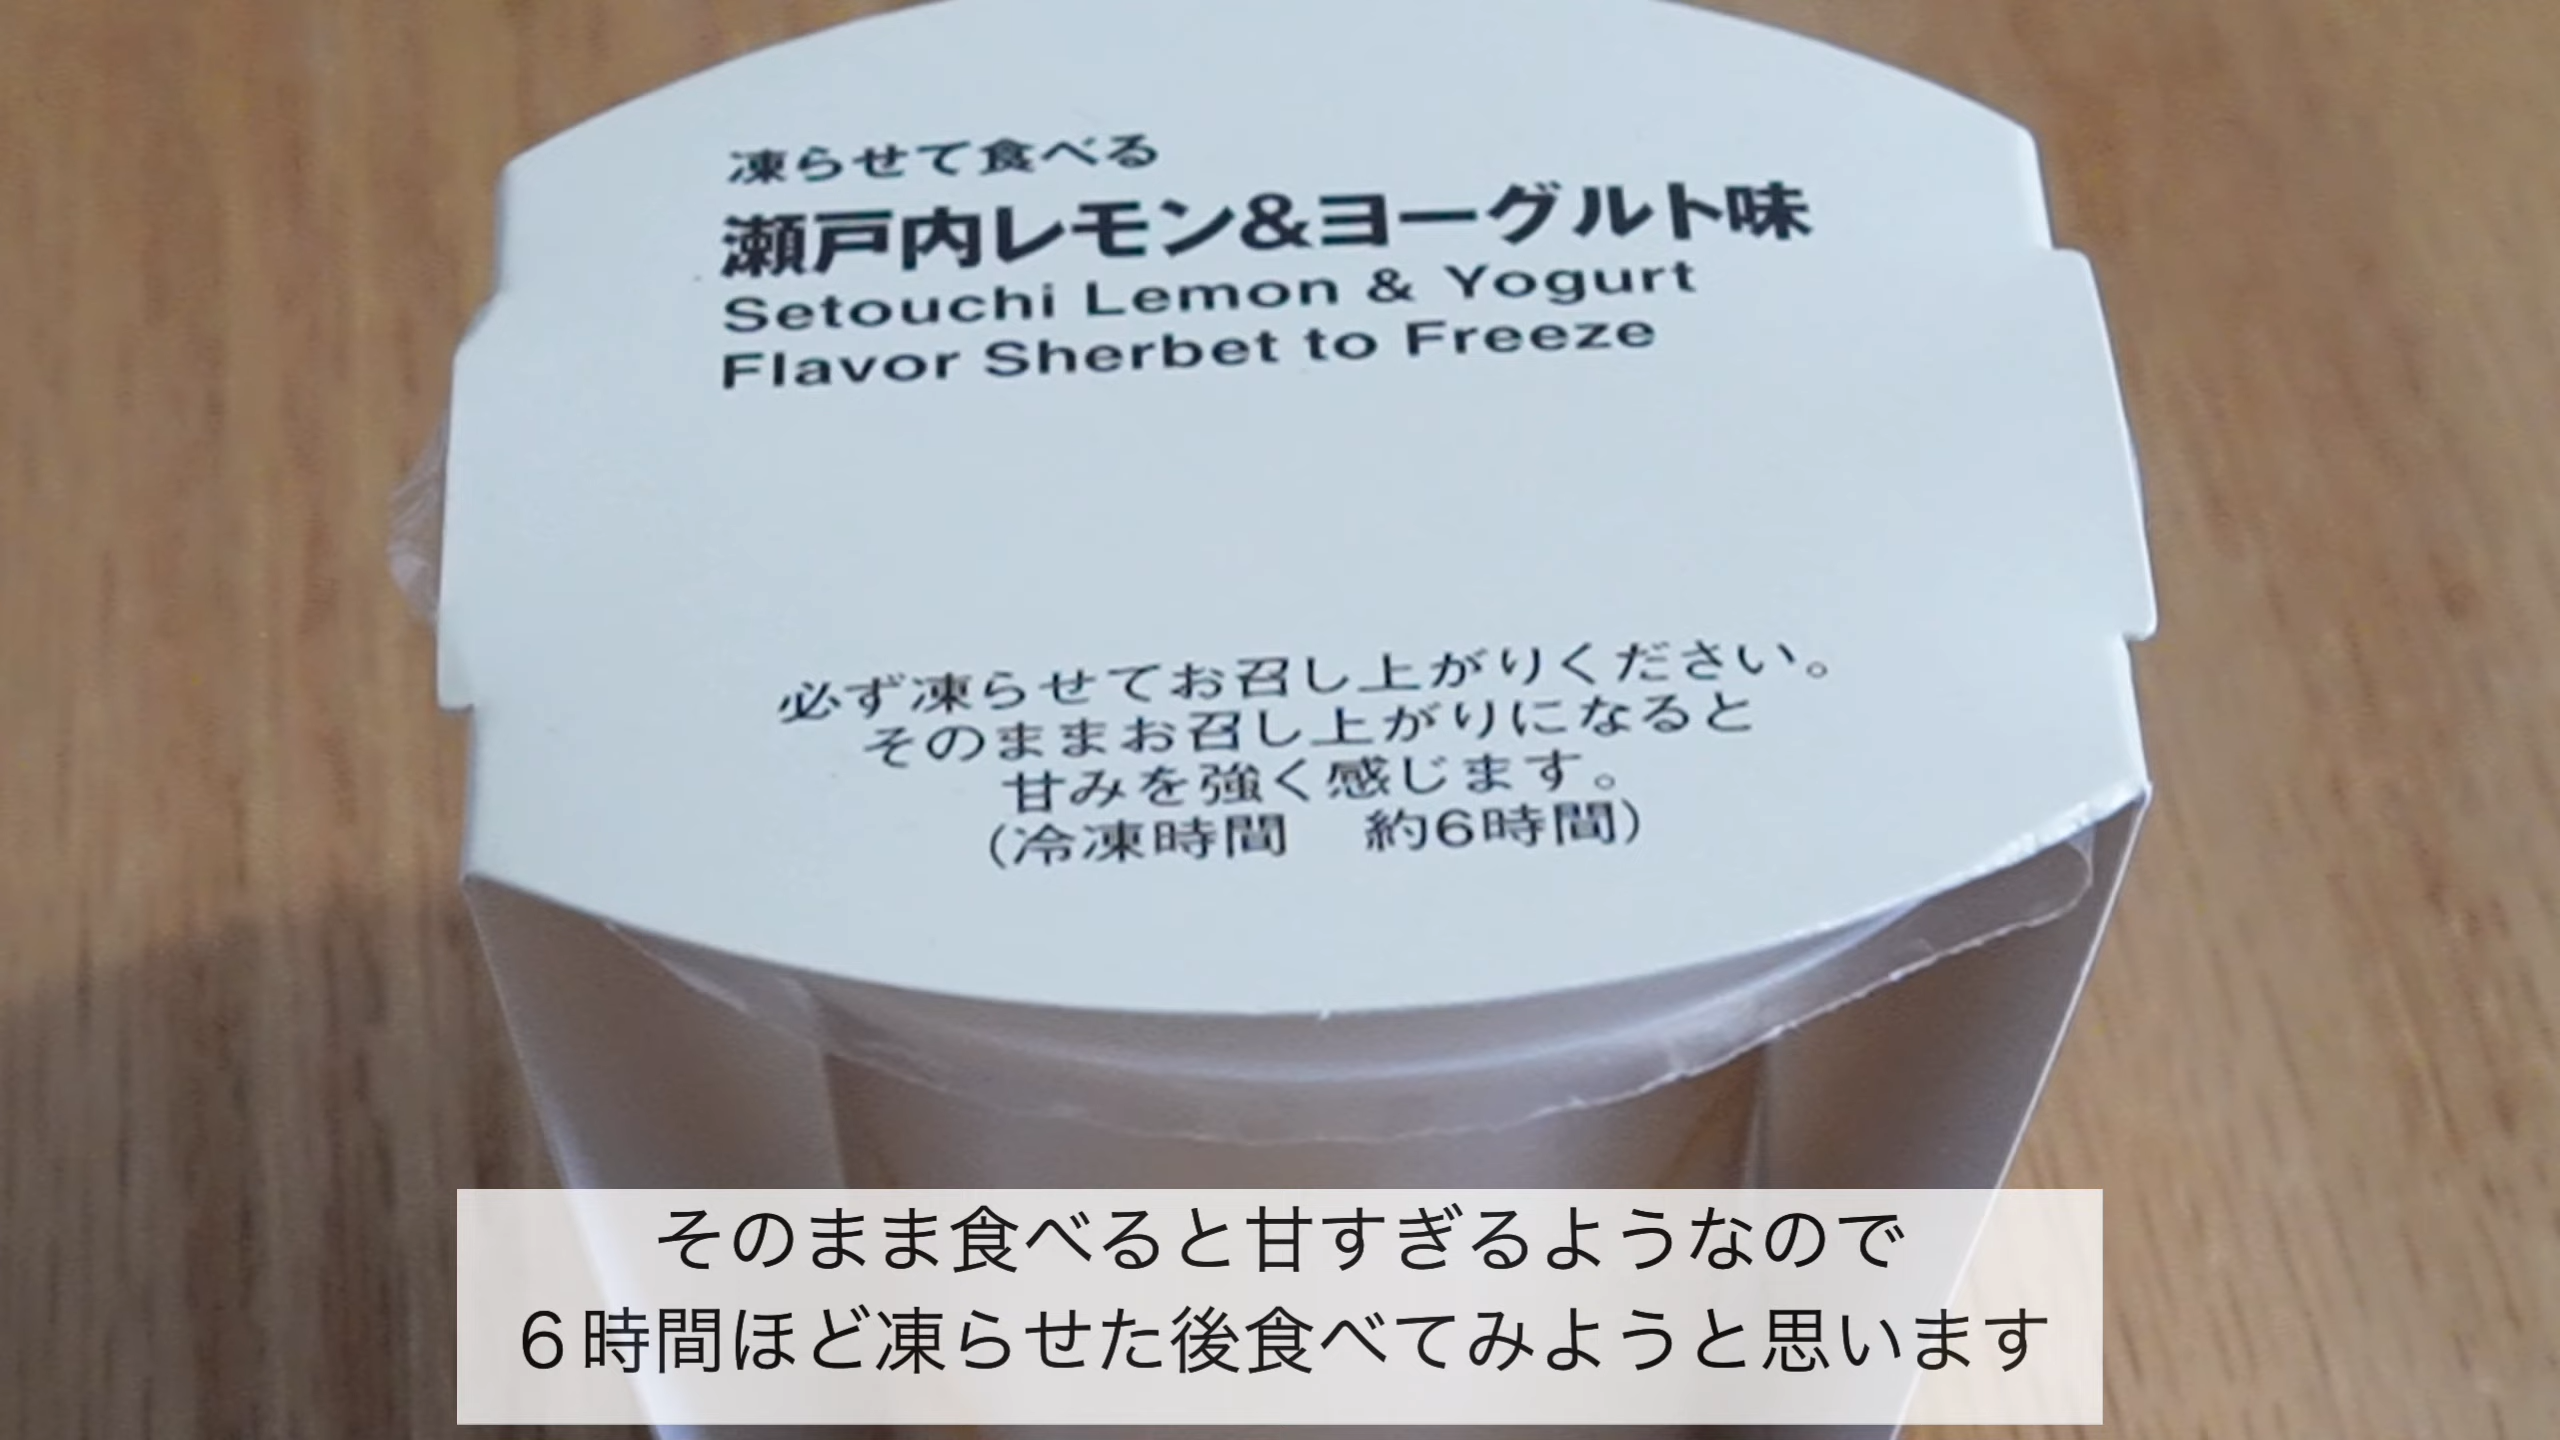 凍らせて食べる
瀬戸内レモン&ヨーグルト味
Setouchi Lemon & Yogurt
Flavor Sherbet to Freeze
必ず凍らせてお召し上がりください。
そのままお召し上がりになると
甘みを強く感じます。
(冷凍時間　約6時間)
そのまま食べると甘すぎるようなので
６時間ほど凍らせた後食べてみようと思います